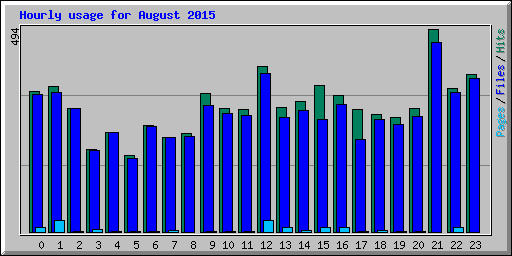 Hourly usage for August 2015
494
Pages / Files / Hits
0 1 2 3 4 5 6 7 8 9 10 11 12 13 14 15 16 17 18 19 20 21 22 23